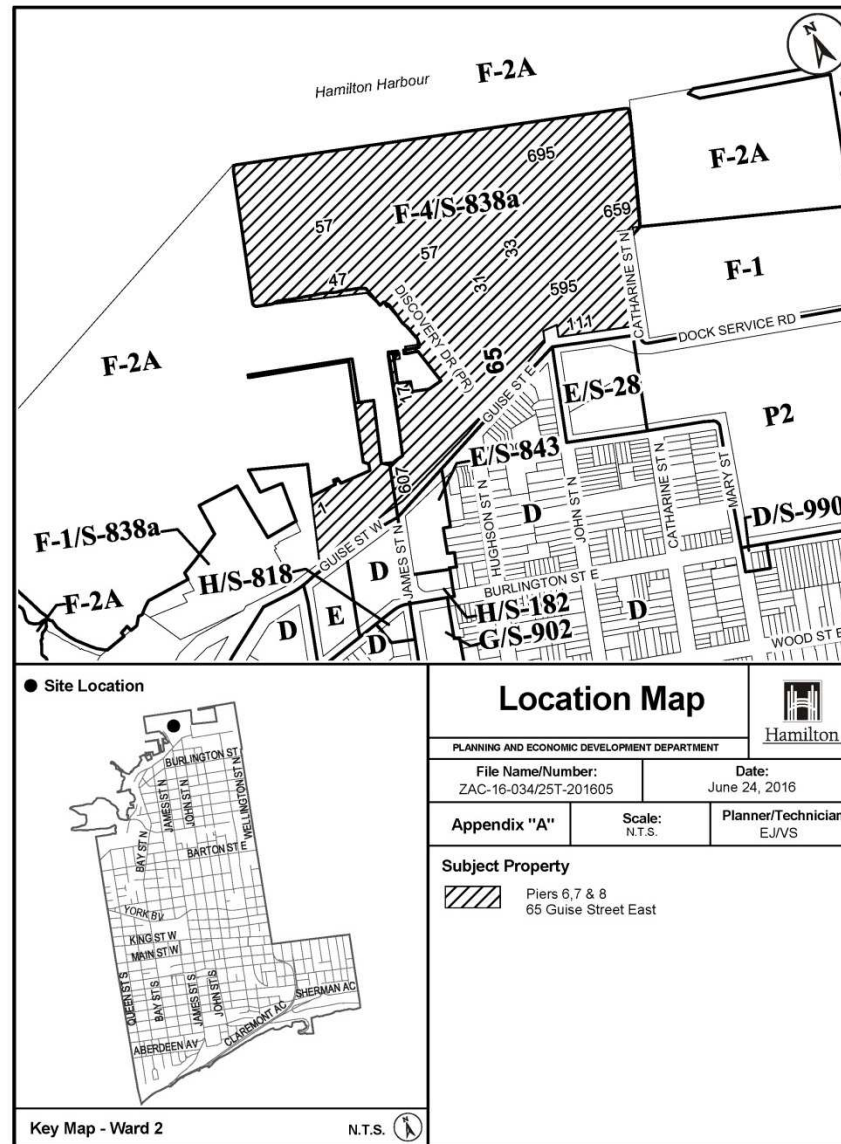 N
Hamilton Harbour
F-2A
695
F-2A
F-4/S-838a
659
57
57
33
47
31
F-1
DISCOVERY DR (PR)
595
CATHARINE ST N
111
DOCK SERVICE RD
F-2A
65
GUISE ST E
E/S-28
17
P2
E/S-843
607
HUGHSON ST N
D
JOHN ST N
CATHARINE ST N
MARY ST
1
D/S-990
F-1/S-838a
GUISE ST W
JAMES ST N
D
BURLINGTON ST E
H/S-818
F-2A
H/S-182
D
E
D
D
G/S-902
WOOD ST E
Site Location
BURLINGTON ST
JAMES ST N
JOHN ST N
WELLINGTON ST N
BAY ST N
BARTON ST E
YORK BV
KING ST W
MAIN ST W
QUEEN ST S
BAY ST S
JAMES ST S
JOHN ST S
SHERMAN AC
CLAREMONT AC
ABERDEEN AV
Key Map - Ward 2
N.T.S.
N
Location Map
Hamilton
PLANNING AND ECONOMIC DEVELOPMENT DEPARTMENT
File Name/Number:
ZAC-16-034/25T-201605
Date:
June 24, 2016
Appendix "A"
Scale:
N.T.S.
Planner/Technician
EJ/VS
Subject Property
Piers 6,7 & 8
65 Guise Street East